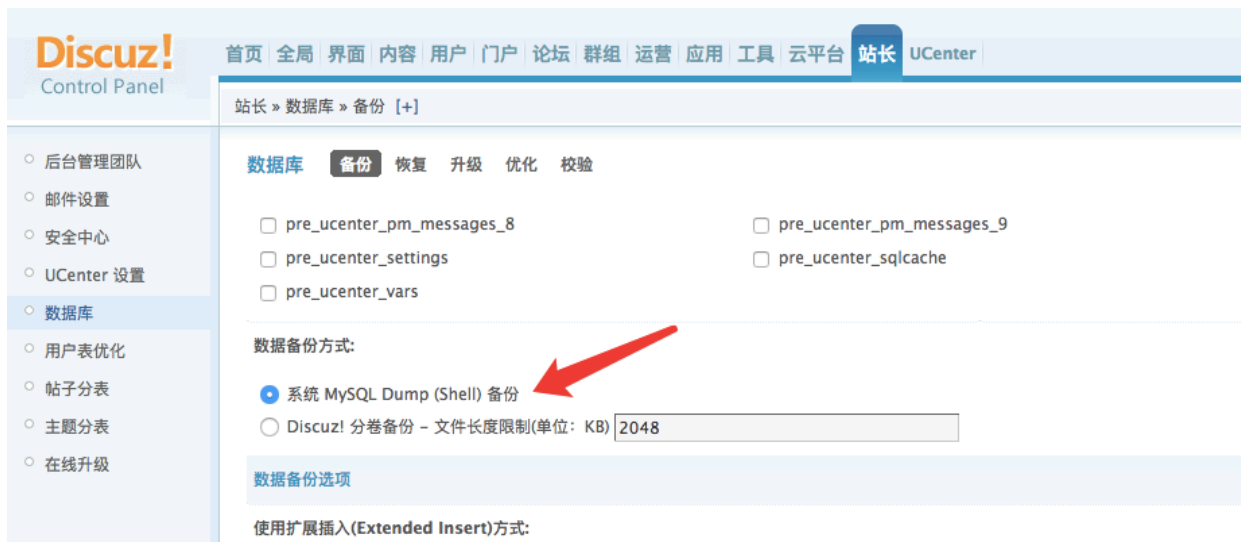 Discuz!
Control Panel
首页 全局 界面 内容 用户 门户 论坛 群组 运营 应用 工具 云平台 站长 UCenter
站长 » 数据库 » 备份 [+]
后台管理团队
邮件设置
安全中心
UCenter 设置
数据库
用户表优化
帖子分表
主题分表
在线升级
数据库 备份 恢复 升级 优化 校验
pre_ucenter_pm_messages_8 pre_ucenter_pm_messages_9
pre_ucenter_settings pre_ucenter_sqlcache
pre_ucenter_vars
数据备份方式:
系统 MySQL Dump (Shell) 备份
Discuz! 分卷备份 – 文件长度限制(单位：KB) 2048
数据备份选项
使用扩展插入(Extended Insert)方式: